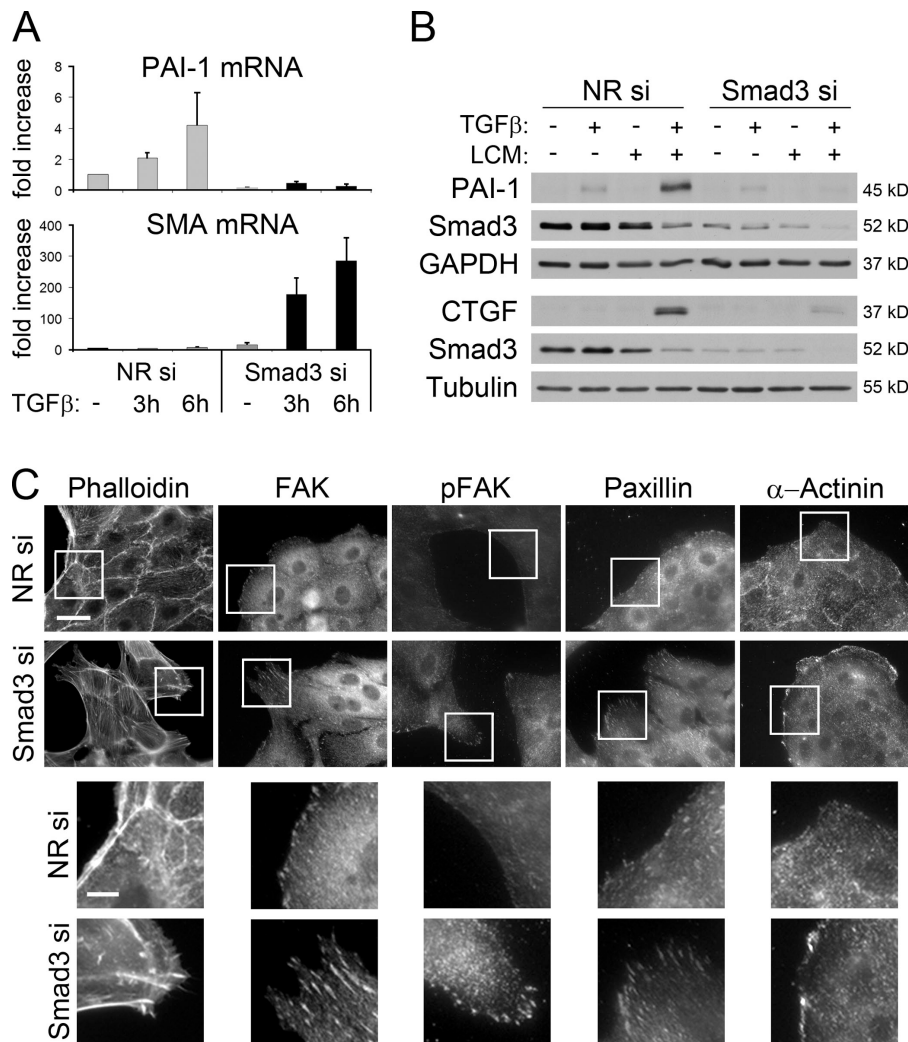 A
PAI-1 mRNA
fold increase
8
6
4
2
0
SMA mRNA
fold increase
400
300
200
100
0
NR si Smad3 si
TGFβ: - 3h 6h - 3h 6h
B
NR si Smad3 si
TGFβ: - + - + - + - +
LCM: - - + + - - + +
PAI-1 45 kD
Smad3 52 kD
GAPDH 37 kD
CTGF 37 kD
Smad3 52 kD
Tubulin 55 kD
C
Phalloidin FAK pFAK Paxillin α–Actinin
NR si
Smad3 si
NR si
Smad3 si